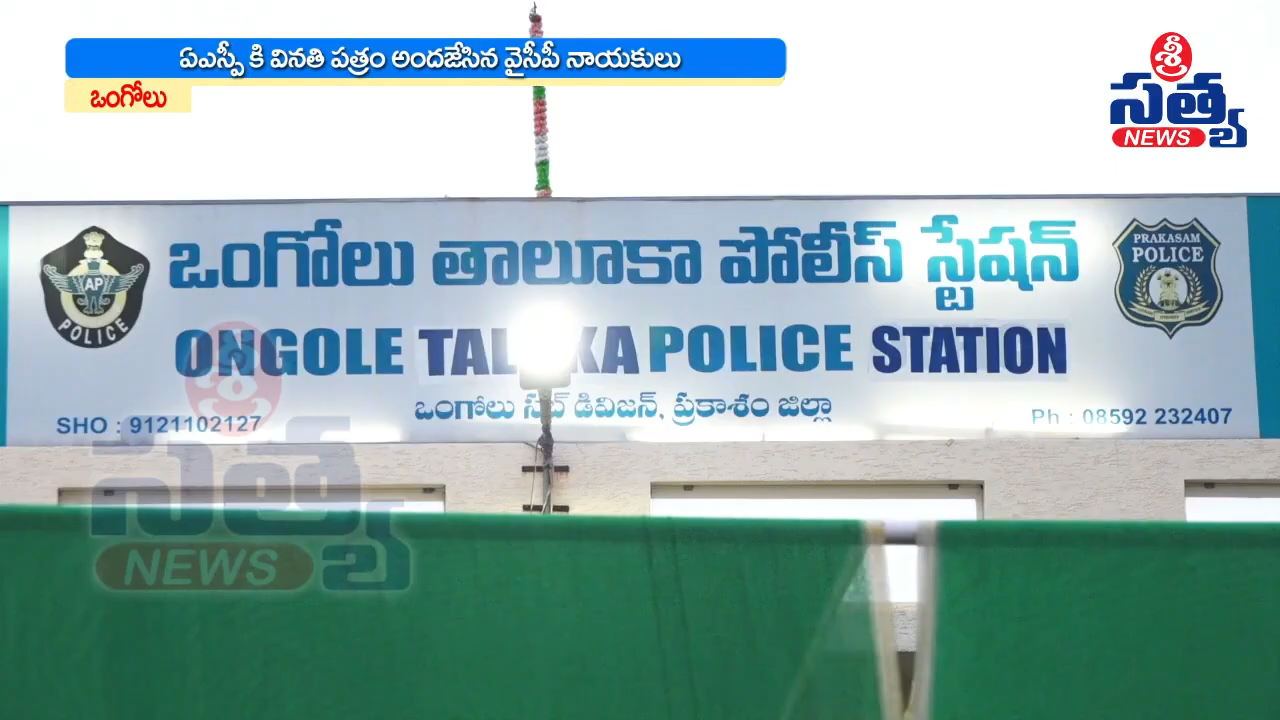 ఏఎస్పీ కి వినతి పత్రం అందజేసిన వైసీపీ నాయకులు
ఒంగోలు
శ్రీ
సత్య
NEWS
ఒంగోలు తాలూకా పోలీస్ స్టేషన్
AP
POLICE
PRAKASAM
POLICE
ONGOLE TALUKA POLICE STATION
ఒంగోలు సబ్ డివిజన్, ప్రకాశం జిల్లా
SHO : 9121102127
Ph : 08592 232407
శ్రీ
సత్య
NEWS